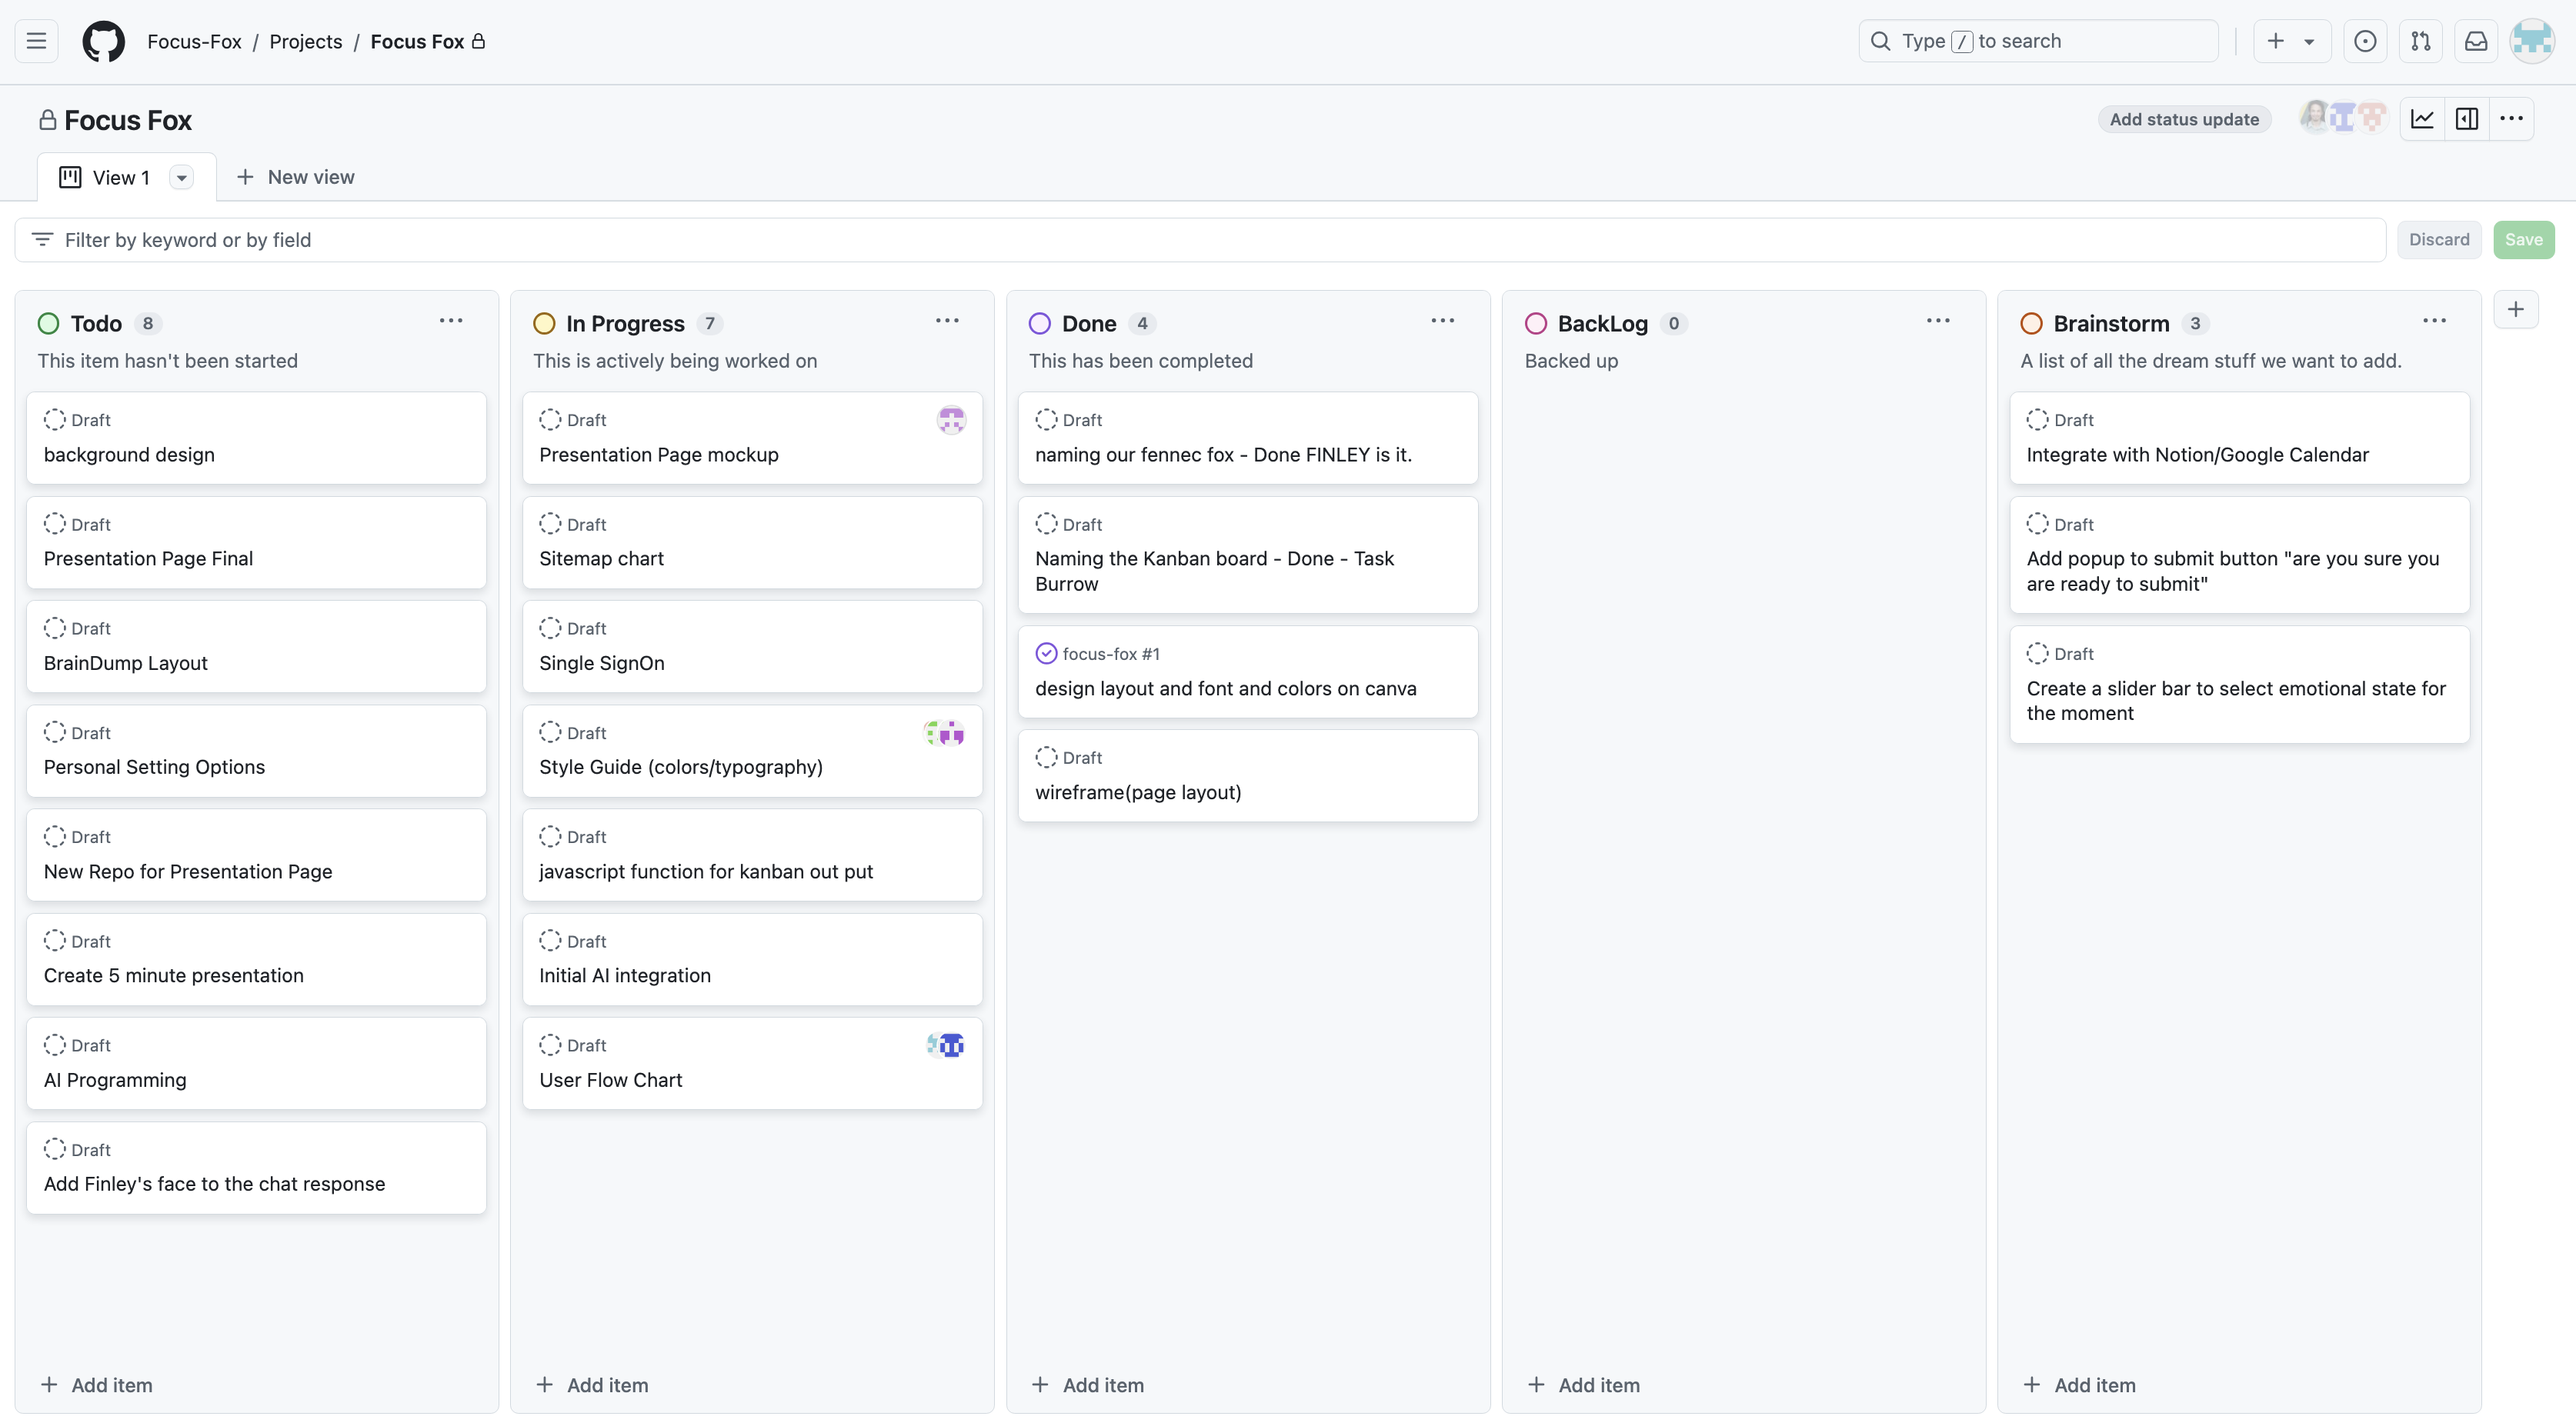 Focus-Fox / Projects / Focus Fox
Type / to search
Focus Fox
Add status update
View 1
New view
Filter by keyword or by field
Discard
Save
Todo 8
This item hasn't been started
Draft
background design
Draft
Presentation Page Final
Draft
BrainDump Layout
Draft
Personal Setting Options
Draft
New Repo for Presentation Page
Draft
Create 5 minute presentation
Draft
AI Programming
Draft
Add Finley's face to the chat response
Add item
In Progress 7
This is actively being worked on
Draft
Presentation Page mockup
Draft
Sitemap chart
Draft
Single SignOn
Draft
Style Guide (colors/typography)
Draft
javascript function for kanban out put
Draft
Initial AI integration
Draft
User Flow Chart
Add item
Done 4
This has been completed
Draft
naming our fennec fox - Done FINLEY is it.
Draft
Naming the Kanban board - Done - Task
Burrow
focus-fox #1
design layout and font and colors on canva
Draft
wireframe(page layout)
Add item
BackLog 0
Backed up
Add item
Brainstorm 3
A list of all the dream stuff we want to add.
Draft
Integrate with Notion/Google Calendar
Draft
Add popup to submit button "are you sure you
are ready to submit"
Draft
Create a slider bar to select emotional state for
the moment
Add item